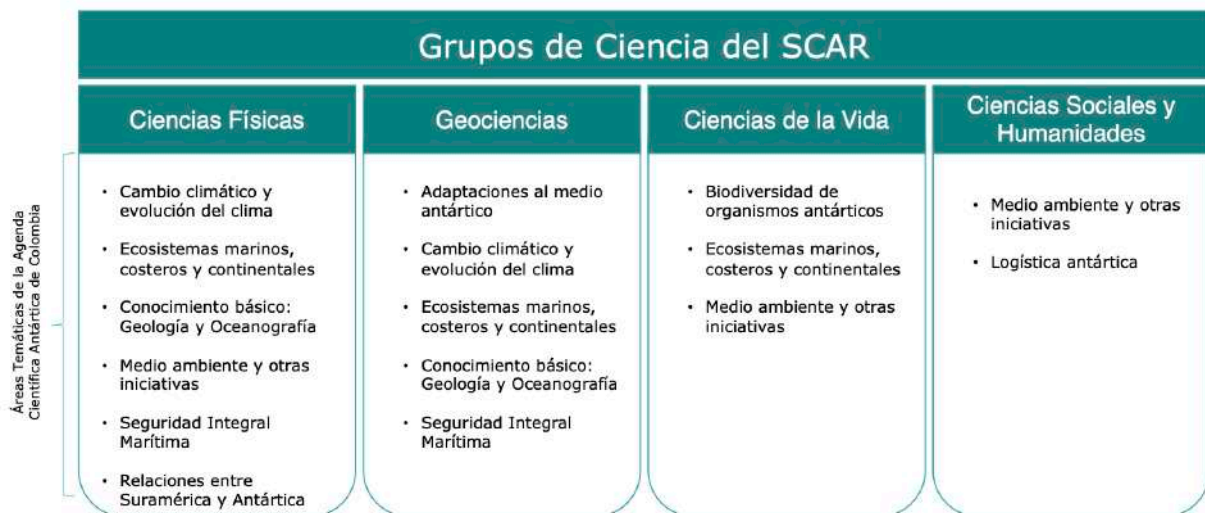 Grupos de Ciencia del SCAR
Ciencias Físicas
Geociencias
Ciencias de la Vida
Ciencias Sociales y
Humanidades
Áreas Temáticas de la Agenda
Científica Antártica de Colombia
• Cambio climático y
evolución del clima
• Ecosistemas marinos,
costeros y continentales
• Conocimiento básico:
Geología y Oceanografía
• Medio ambiente y otras
iniciativas
• Seguridad Integral
Marítima
• Relaciones entre
Suramérica y Antártica
• Adaptaciones al medio
antártico
• Cambio climático y
evolución del clima
• Ecosistemas marinos,
costeros y continentales
• Conocimiento básico:
Geología y Oceanografía
• Seguridad Integral
Marítima
• Biodiversidad de
organismos antárticos
• Ecosistemas marinos,
costeros y continentales
• Medio ambiente y otras
iniciativas
• Medio ambiente y otras
iniciativas
• Logística antártica